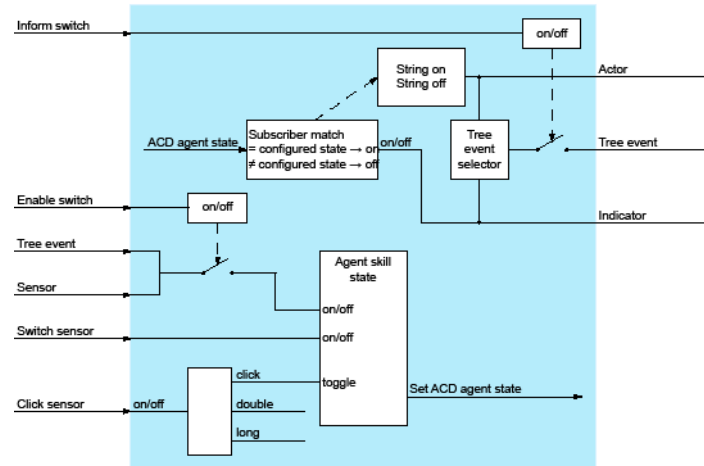 Inform switch
on/off
String on
String off
Actor
ACD agent state
Subscriber match
= configured state → on
≠ configured state → off
on/off
Tree
event
selector
Tree event
Enable switch
on/off
Indicator
Tree event
Sensor
Agent skill
state
on/off
Switch sensor
on/off
click
toggle
Set ACD agent state
Click sensor
on/off
double
long